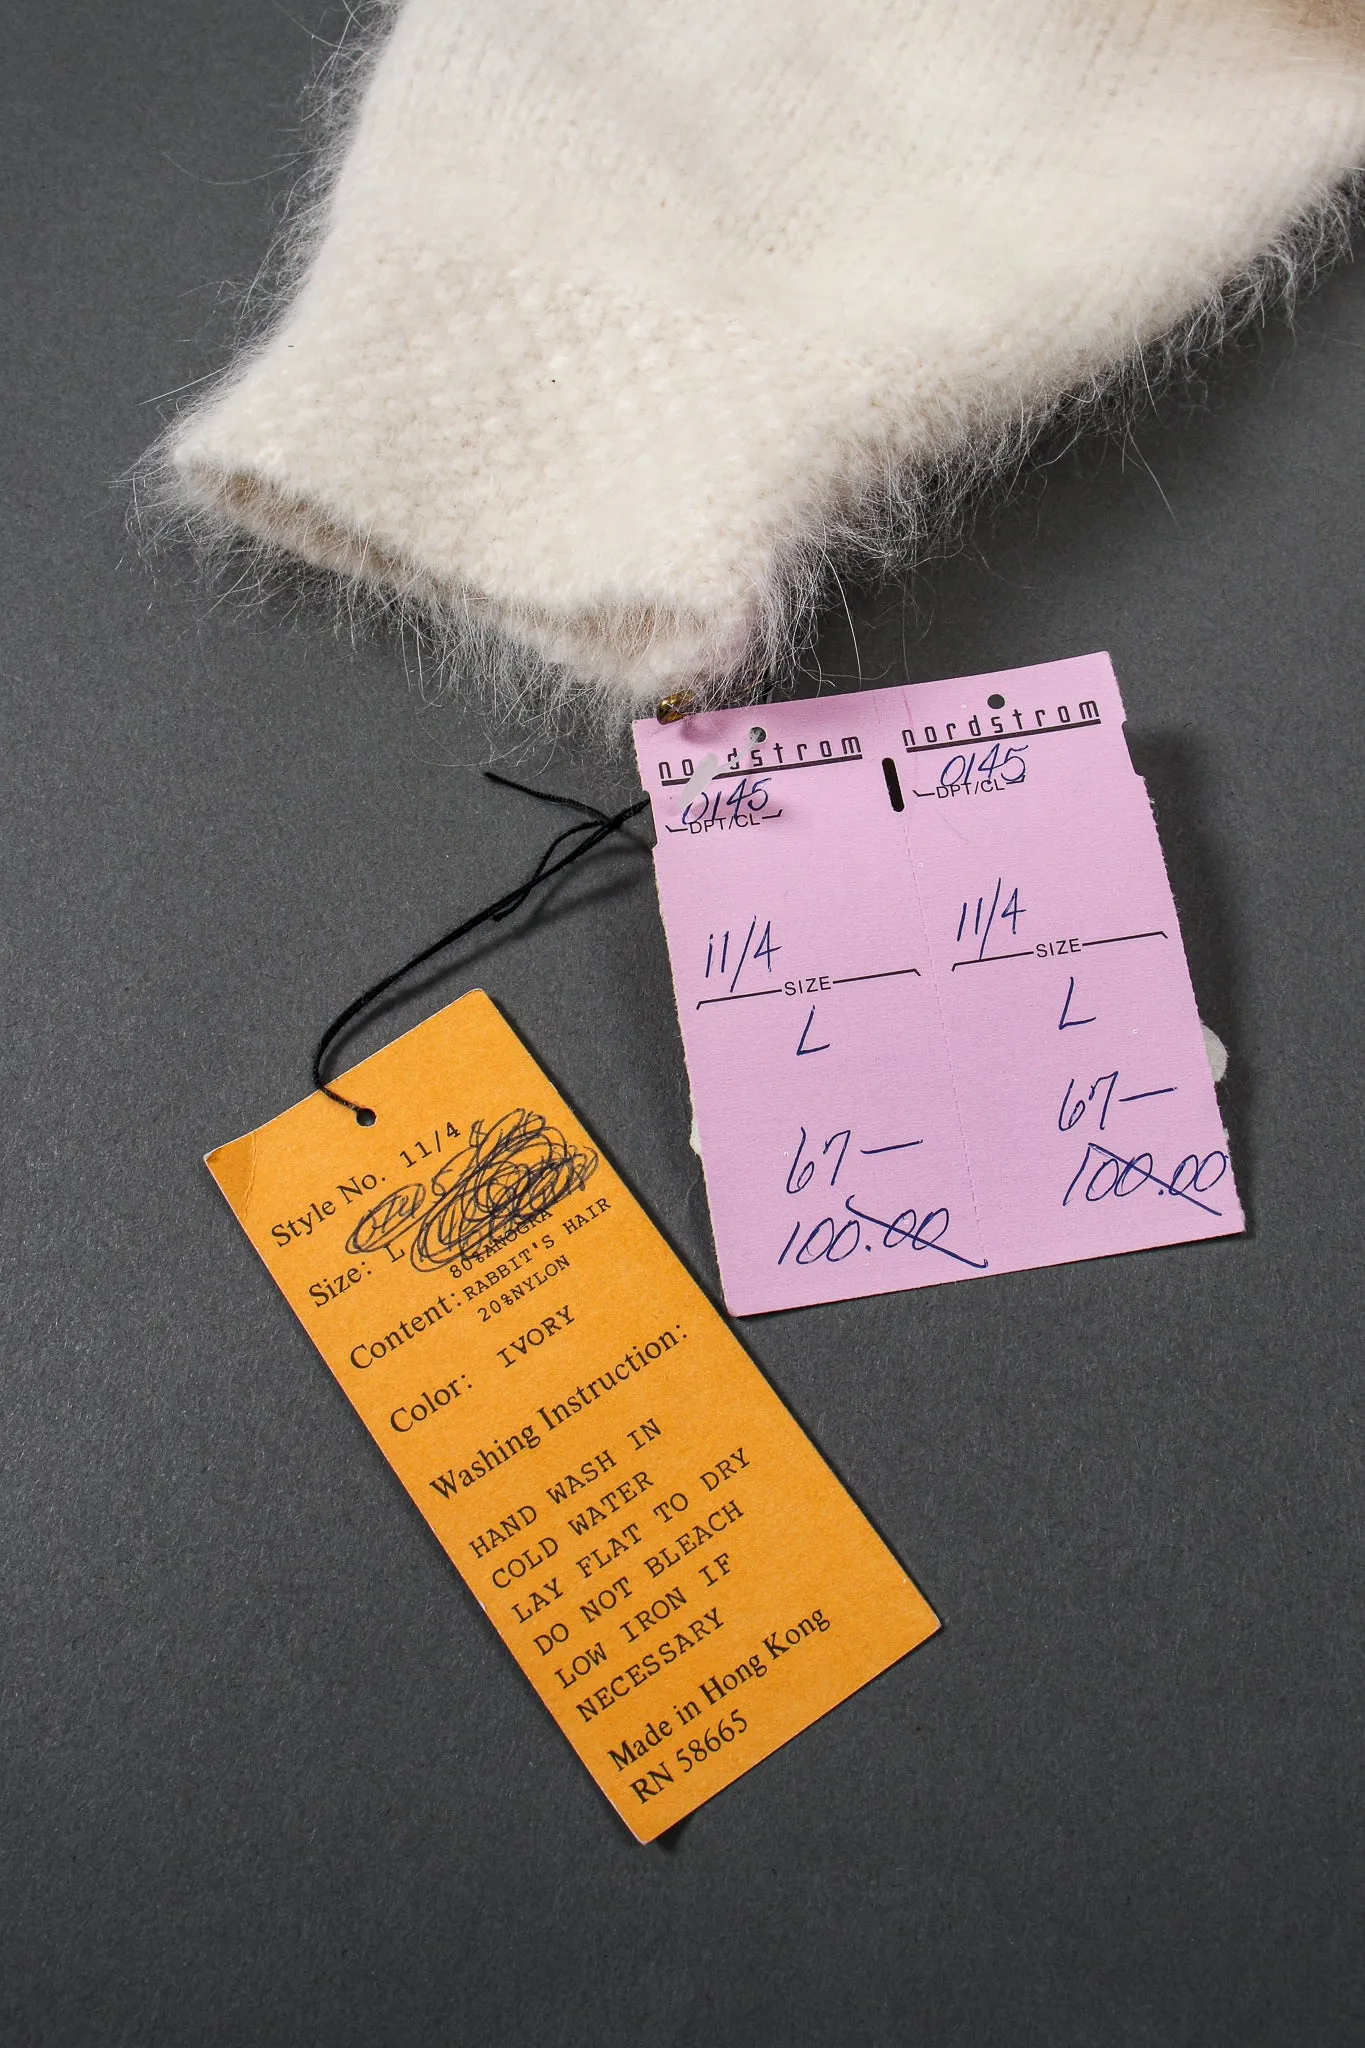 nordstrom
0145
DPT/CL
11/4
SIZE
L
67—
100.00
nordstrom
0145
DPT/CL
11/4
SIZE
L
67—
100.00
Style No. 11/4
Size: L
80%ANOGRA
Content: RABBIT'S HAIR
20%NYLON
Color: IVORY
Washing Instruction:
HAND WASH IN
COLD WATER
LAY FLAT TO DRY
DO NOT BLEACH
LOW IRON IF
NECESSARY
Made in Hong Kong
RN 58665